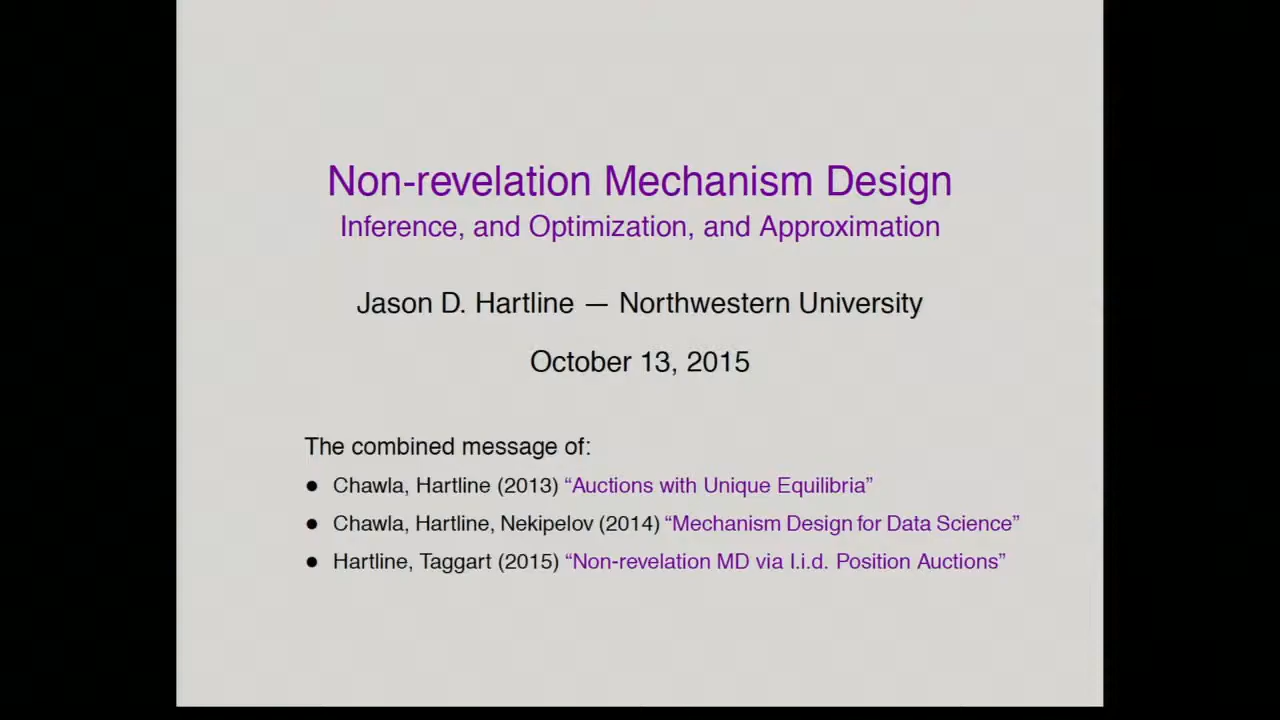 Non-revelation Mechanism Design
Inference, and Optimization, and Approximation
Jason D. Hartline — Northwestern University
October 13, 2015
The combined message of:
● Chawla, Hartline (2013) “Auctions with Unique Equilibria”
● Chawla, Hartline, Nekipelov (2014) “Mechanism Design for Data Science”
● Hartline, Taggart (2015) “Non-revelation MD via I.i.d. Position Auctions”